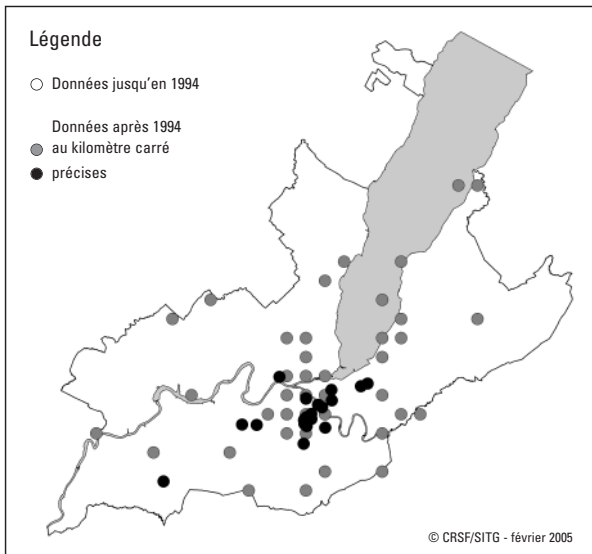 Légende
Données jusqu'en 1994
Données après 1994
au kilomètre carré
précises
© CRSF/SITG - février 2005